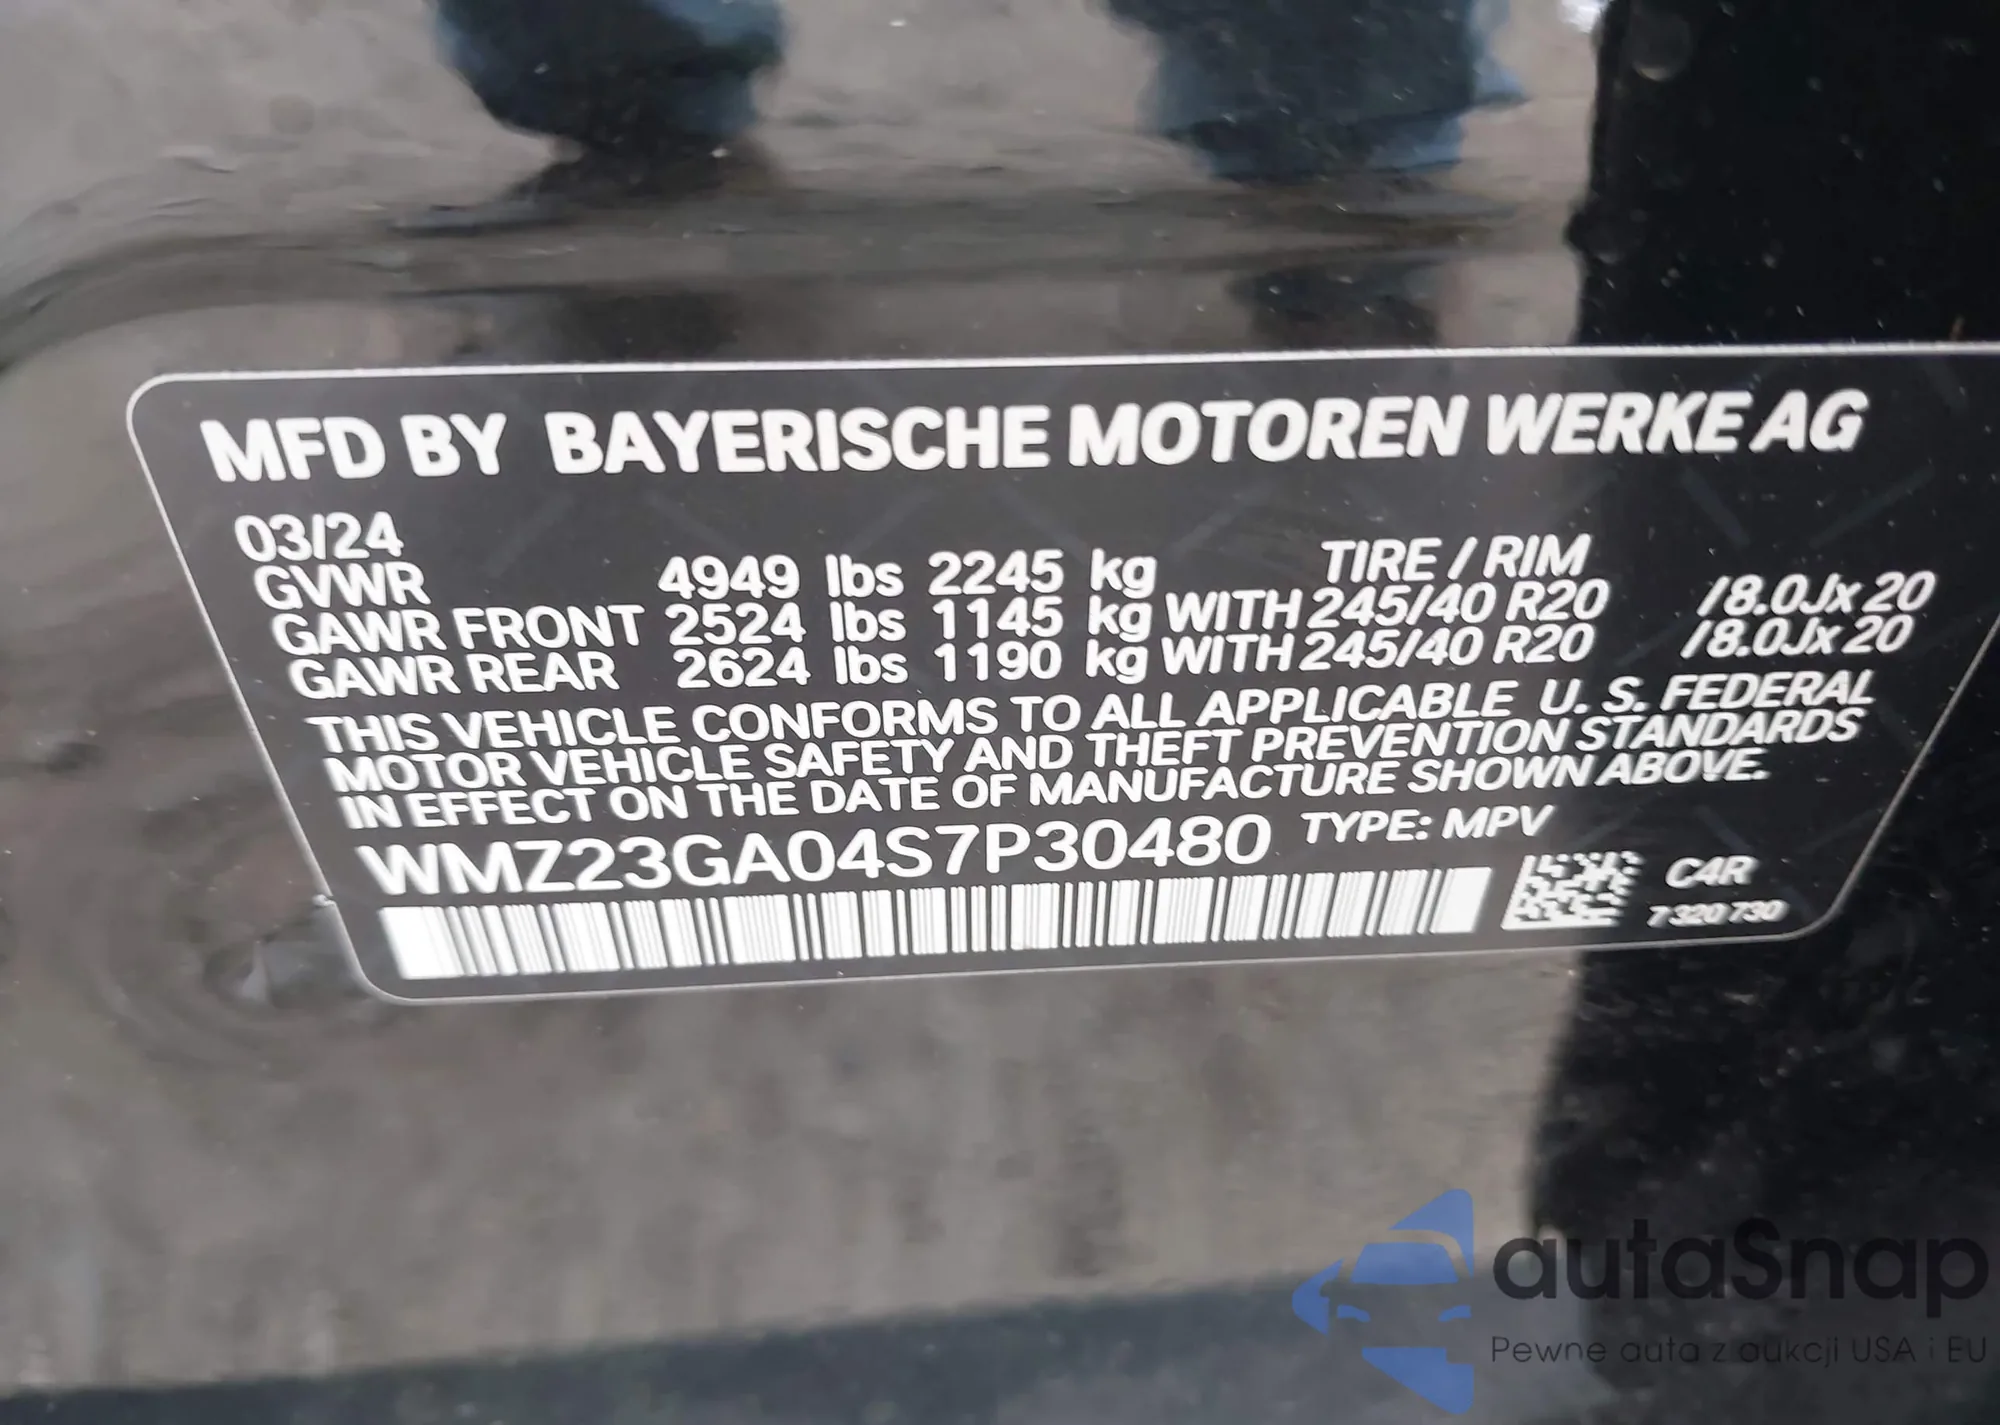 MFD BY BAYERISCHE MOTOREN WERKE AG
03/24
TIRE / RIM
GVWR 4949 lbs 2245 kg
GAWR FRONT 2524 lbs 1145 kg WITH 245/40 R20 /8.0Jx20
GAWR REAR 2624 lbs 1190 kg WITH 245/40 R20 /8.0Jx20
THIS VEHICLE CONFORMS TO ALL APPLICABLE U. S. FEDERAL
MOTOR VEHICLE SAFETY AND THEFT PREVENTION STANDARDS
IN EFFECT ON THE DATE OF MANUFACTURE SHOWN ABOVE.
WMZ23GA04S7P30480 TYPE: MPV
C4R
7 320 730
autaSnap
Pewne auta z aukcji USA i EU